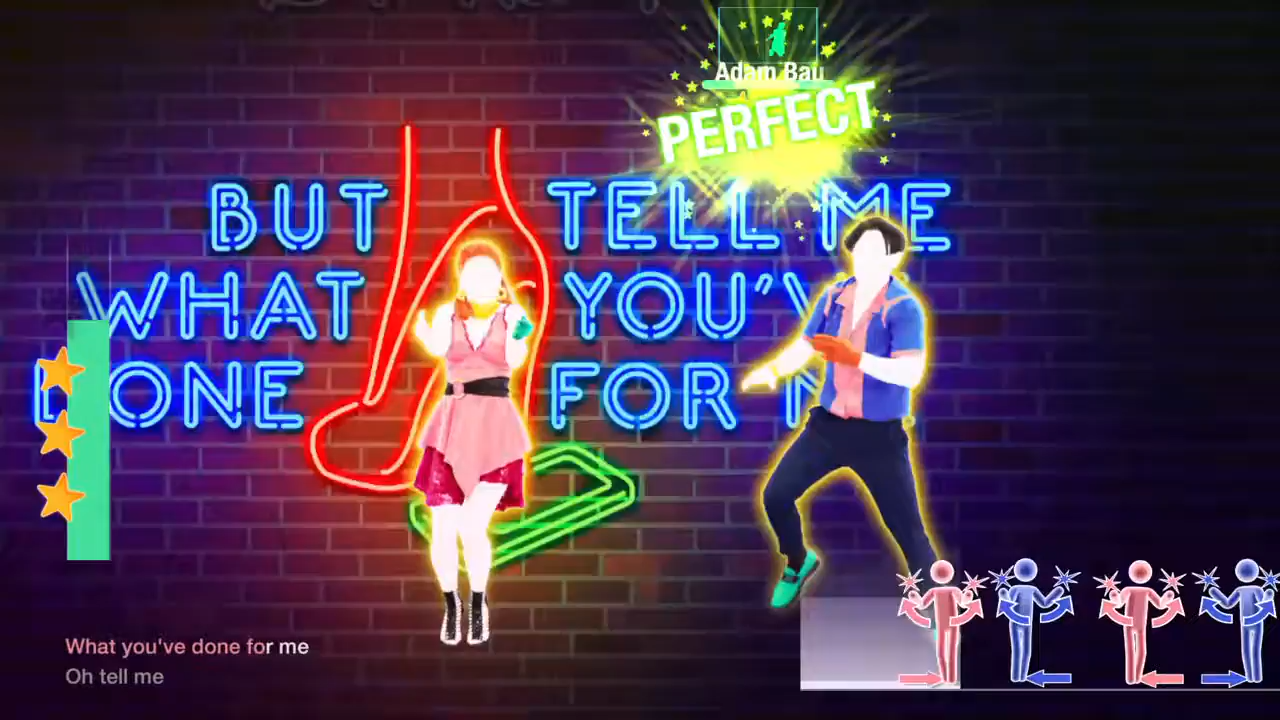 Adam Bau
PERFECT
BUT TELL ME
WHAT YOU'V
DONE FOR M
What you've done for me
Oh tell me